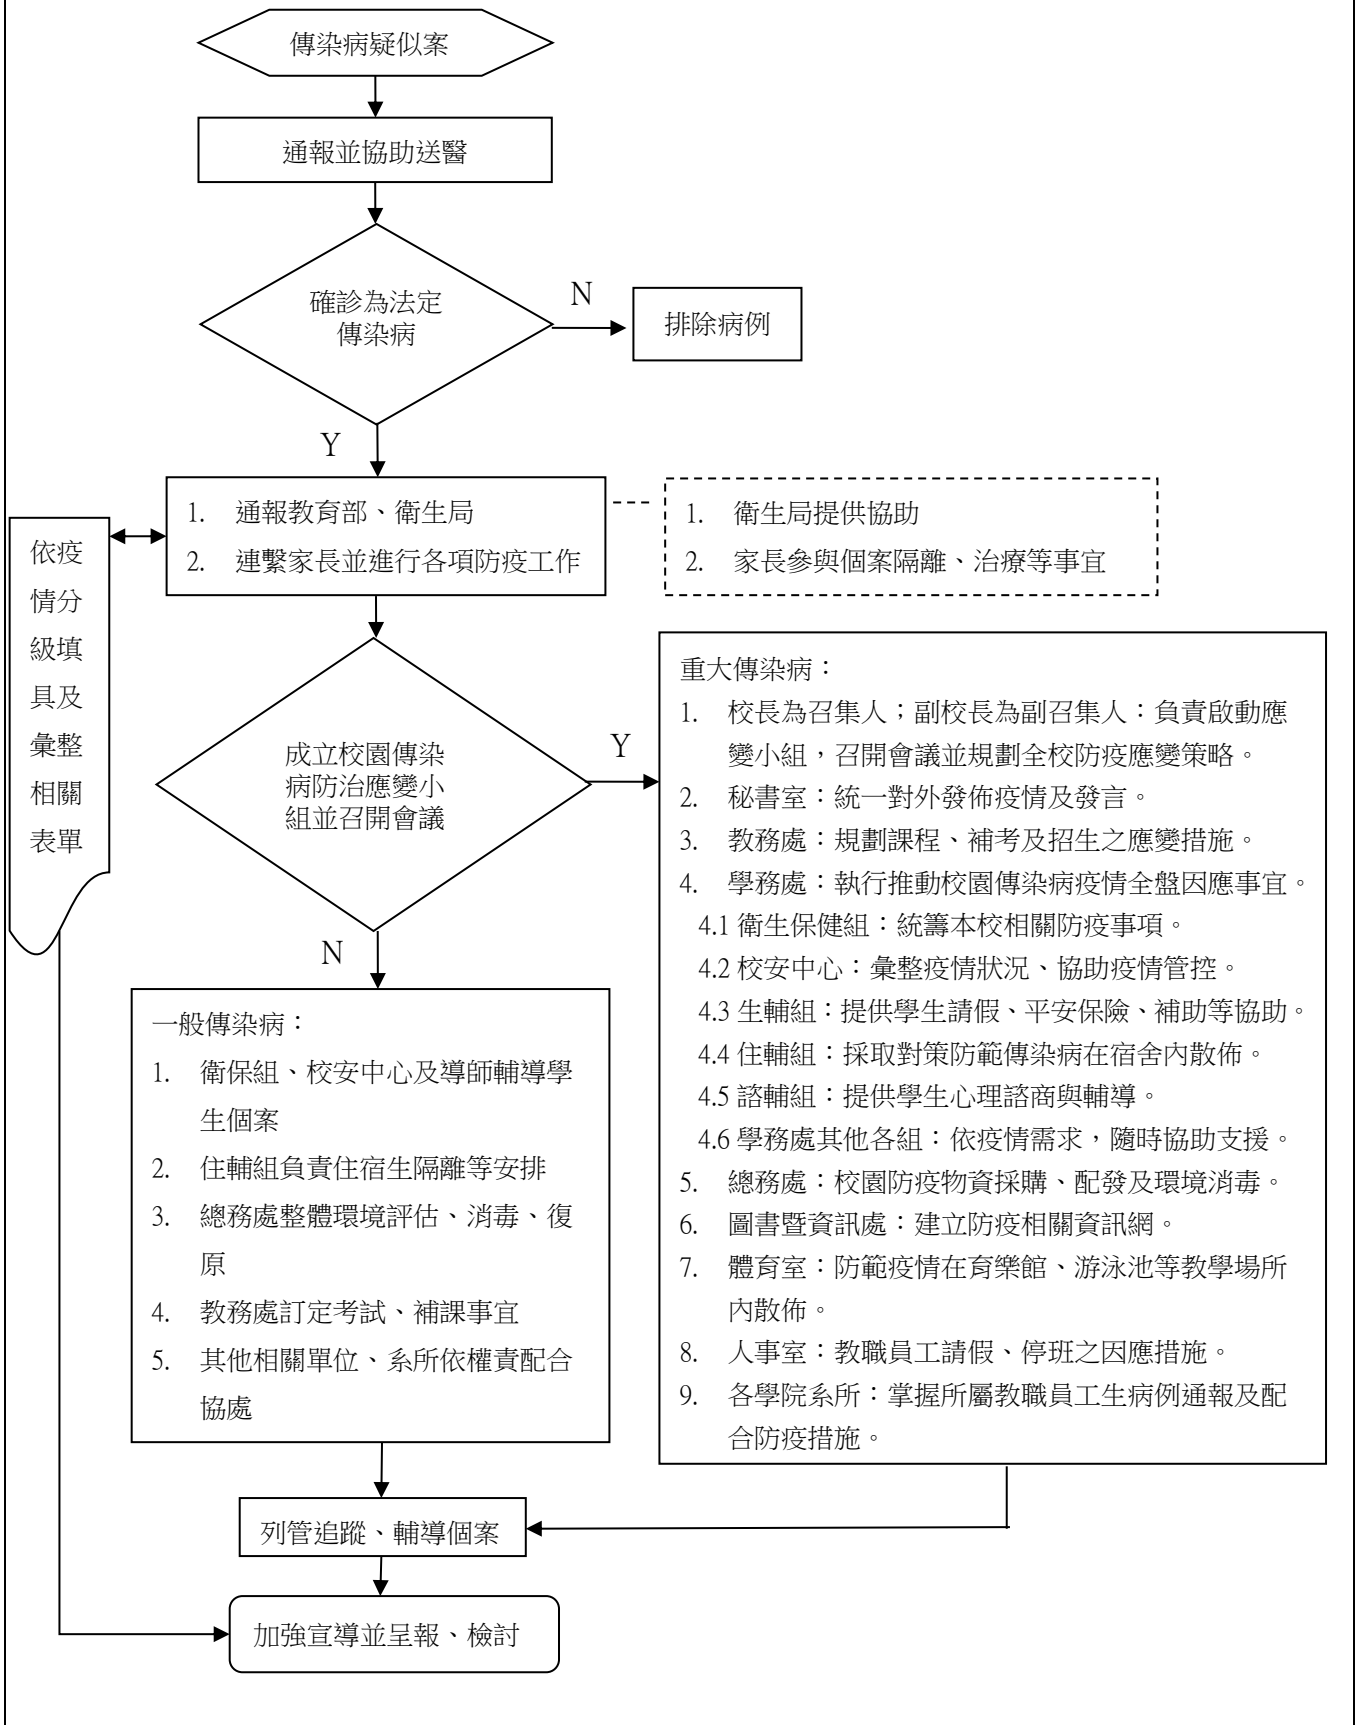 傳染病疑似案
通報並協助送醫
確診為法定
傳染病
N
排除病例
Y
1. 通報教育部、衛生局
2. 連繫家長並進行各項防疫工作
1. 衛生局提供協助
2. 家長參與個案隔離、治療等事宜
依疫
情分
級填
具及
彙整
相關
表單
成立校園傳染
病防治應變小
組並召開會議
Y
N
重大傳染病：
1. 校長為召集人；副校長為副召集人：負責啟動應
變小組，召開會議並規劃全校防疫應變策略。
2. 秘書室：統一對外發佈疫情及發言。
3. 教務處：規劃課程、補考及招生之應變措施。
4. 學務處：執行推動校園傳染病疫情全盤因應事宜。
4.1 衛生保健組：統籌本校相關防疫事項。
4.2 校安中心：彙整疫情狀況、協助疫情管控。
4.3 生輔組：提供學生請假、平安保險、補助等協助。
4.4 住輔組：採取對策防範傳染病在宿舍內散佈。
4.5 諮輔組：提供學生心理諮商與輔導。
4.6 學務處其他各組：依疫情需求，隨時協助支援。
5. 總務處：校園防疫物資採購、配發及環境消毒。
6. 圖書暨資訊處：建立防疫相關資訊網。
7. 體育室：防範疫情在育樂館、游泳池等教學場所
內散佈。
8. 人事室：教職員工請假、停班之因應措施。
9. 各學院系所：掌握所屬教職員工生病例通報及配
合防疫措施。
一般傳染病：
1. 衛保組、校安中心及導師輔導學
生個案
2. 住輔組負責住宿生隔離等安排
3. 總務處整體環境評估、消毒、復
原
4. 教務處訂定考試、補課事宜
5. 其他相關單位、系所依權責配合
協處
列管追蹤、輔導個案
加強宣導並呈報、檢討